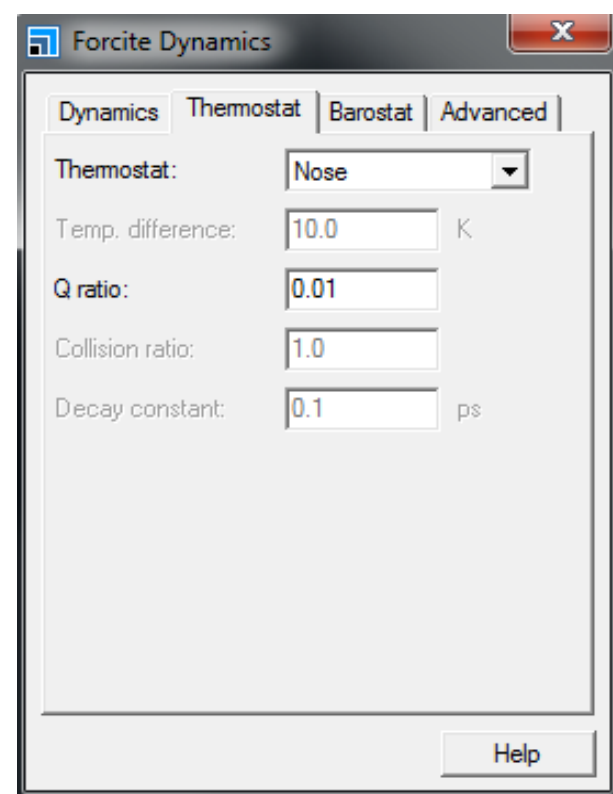 Forcite Dynamics
Dynamics Thermostat Barostat Advanced
Thermostat: Nose
Temp. difference: 10.0 K
Q ratio: 0.01
Collision ratio: 1.0
Decay constant: 0.1 ps
Help